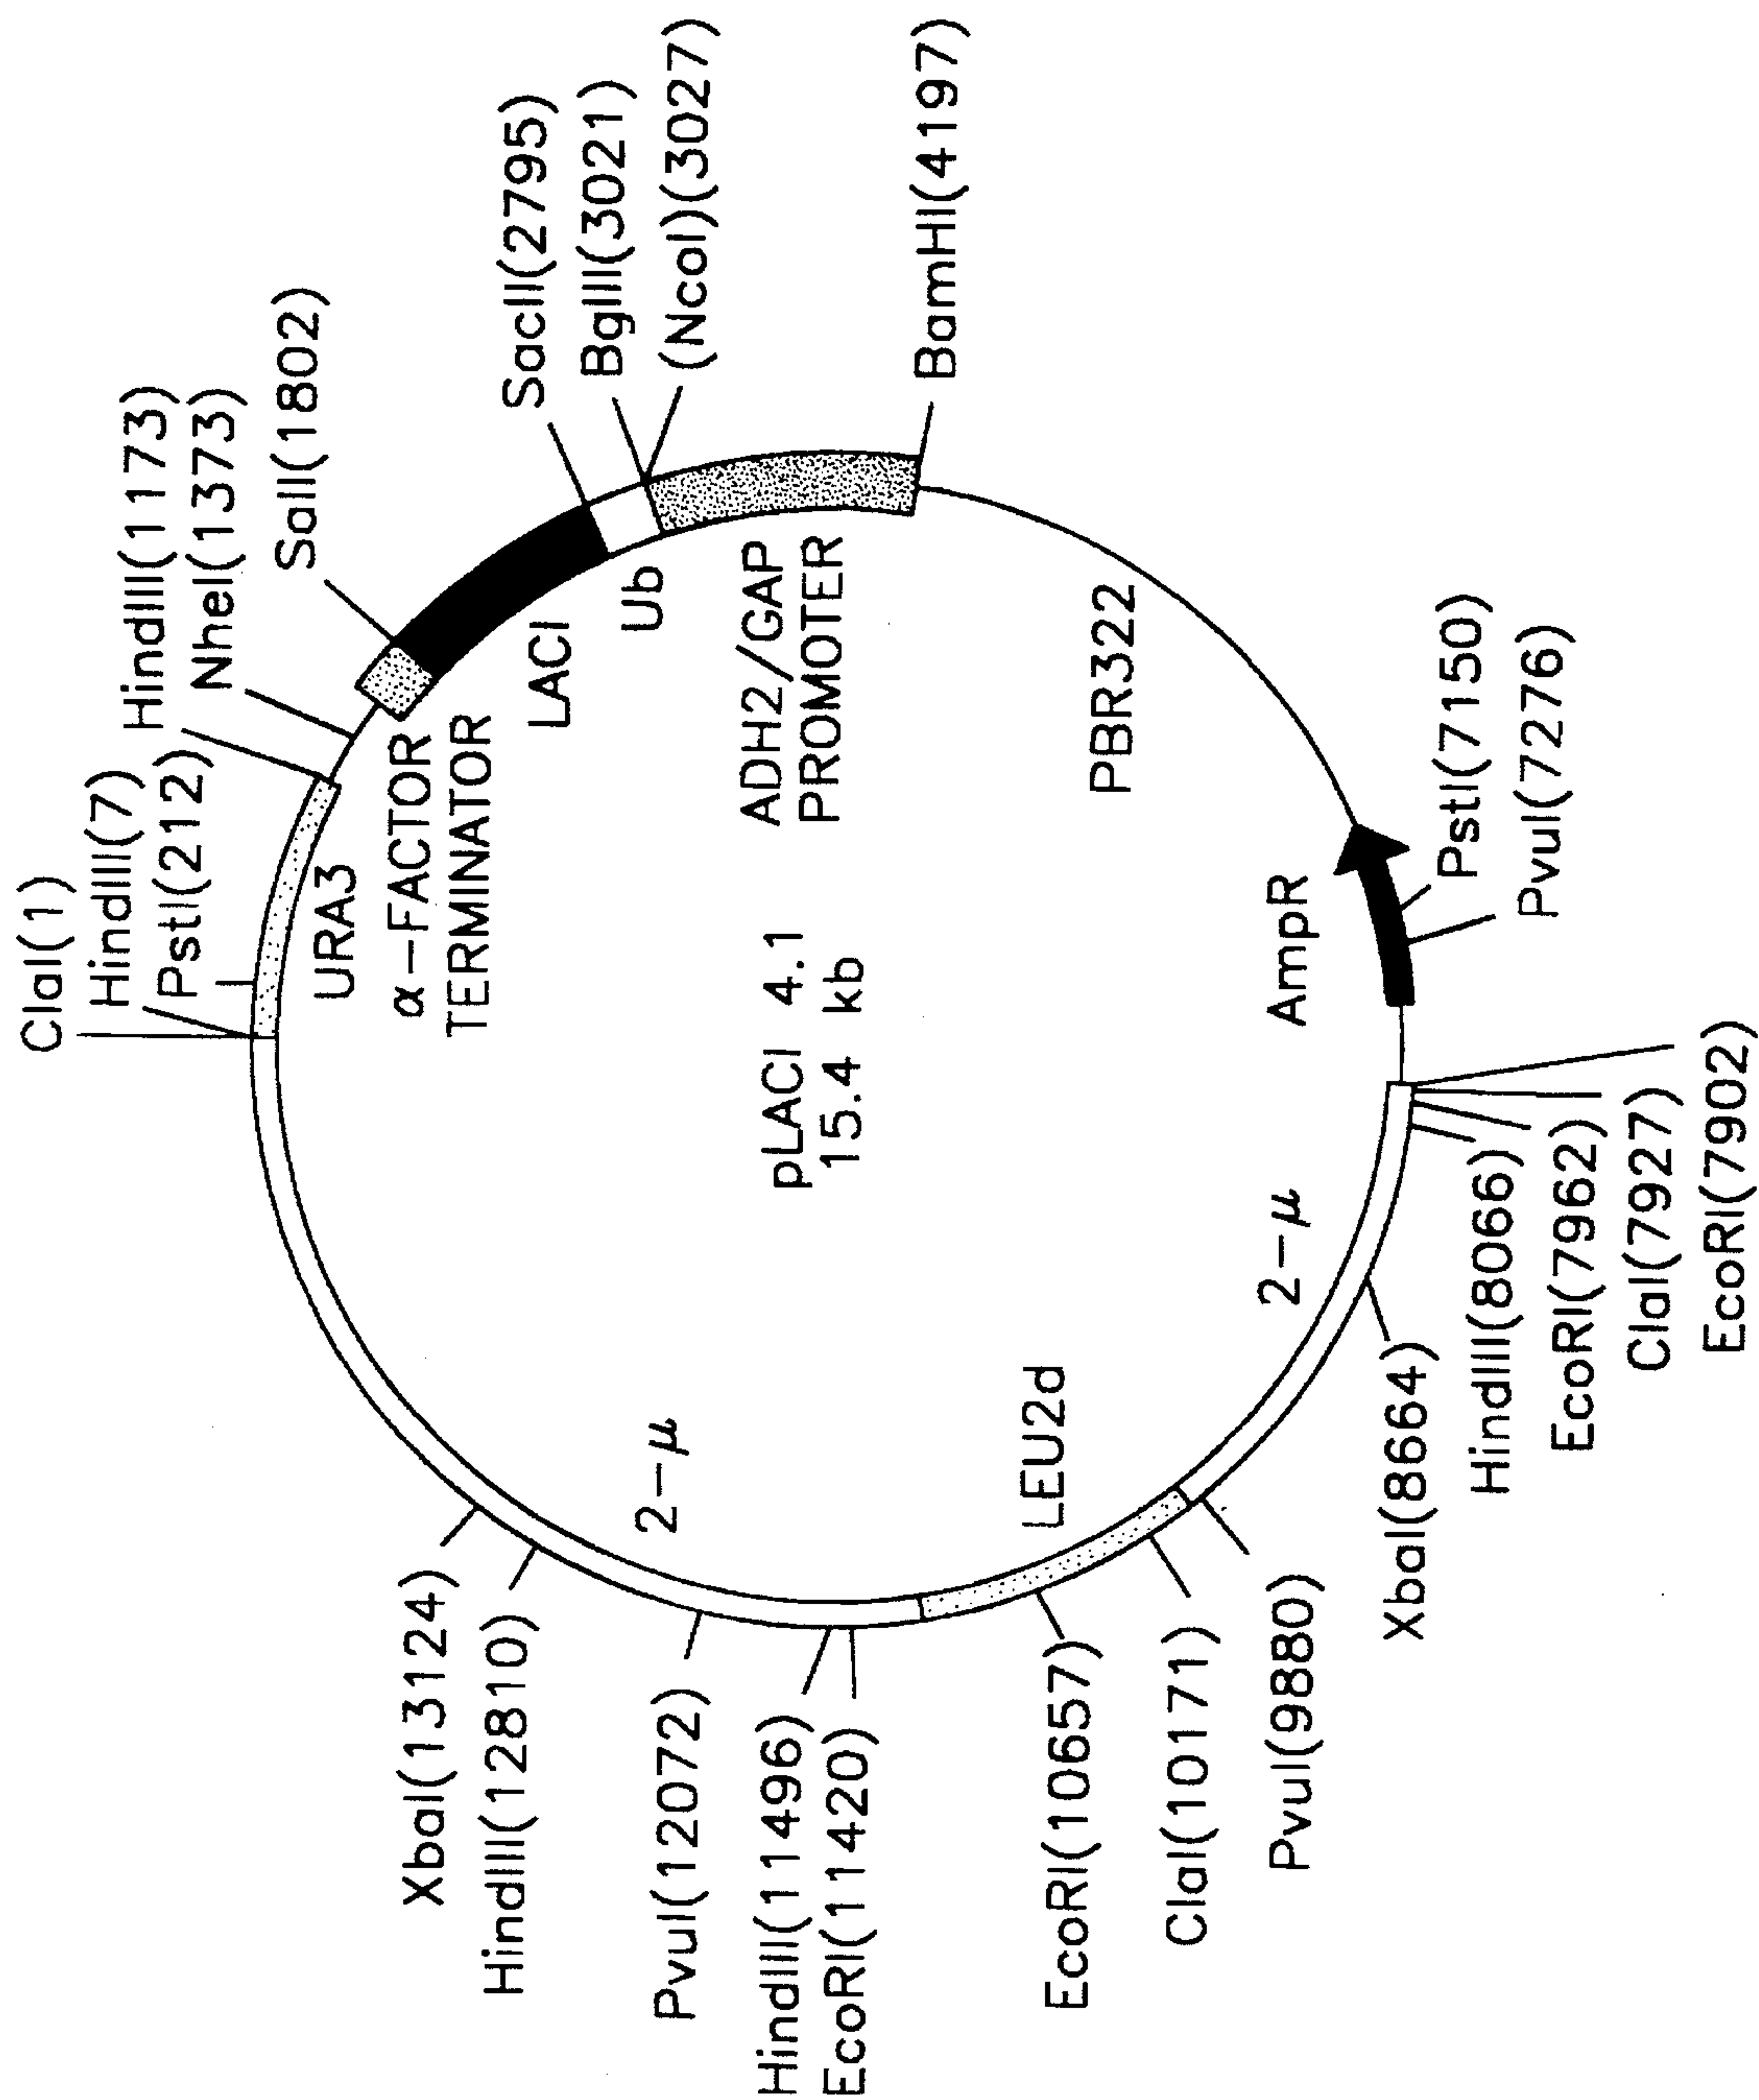 ClaI(1)
HindIII(7)
PstI(212)
HindIII(1173)
NheI(1373)
SalI(1802)
SacII(2795)
BglII(3021)
(NcoI)(3027)
BamHI(4197)
PstI(7150)
PvuI(7276)
EcoRI(7902)
ClaI(7927)
EcoRI(7962)
HindIII(8066)
XbaI(8664)
PvuI(9880)
ClaI(10171)
EcoRI(10657)
EcoRI(11420)
HindIII(11496)
PvuI(12072)
HindIII(12810)
XbaI(13124)
URA3
α-FACTOR
TERMINATOR
LACI
Ub
ADH2/GAP
PROMOTER
PBR322
AmpR
2-μ
LEU2d
2-μ
pLACI 4.1
15.4 kb